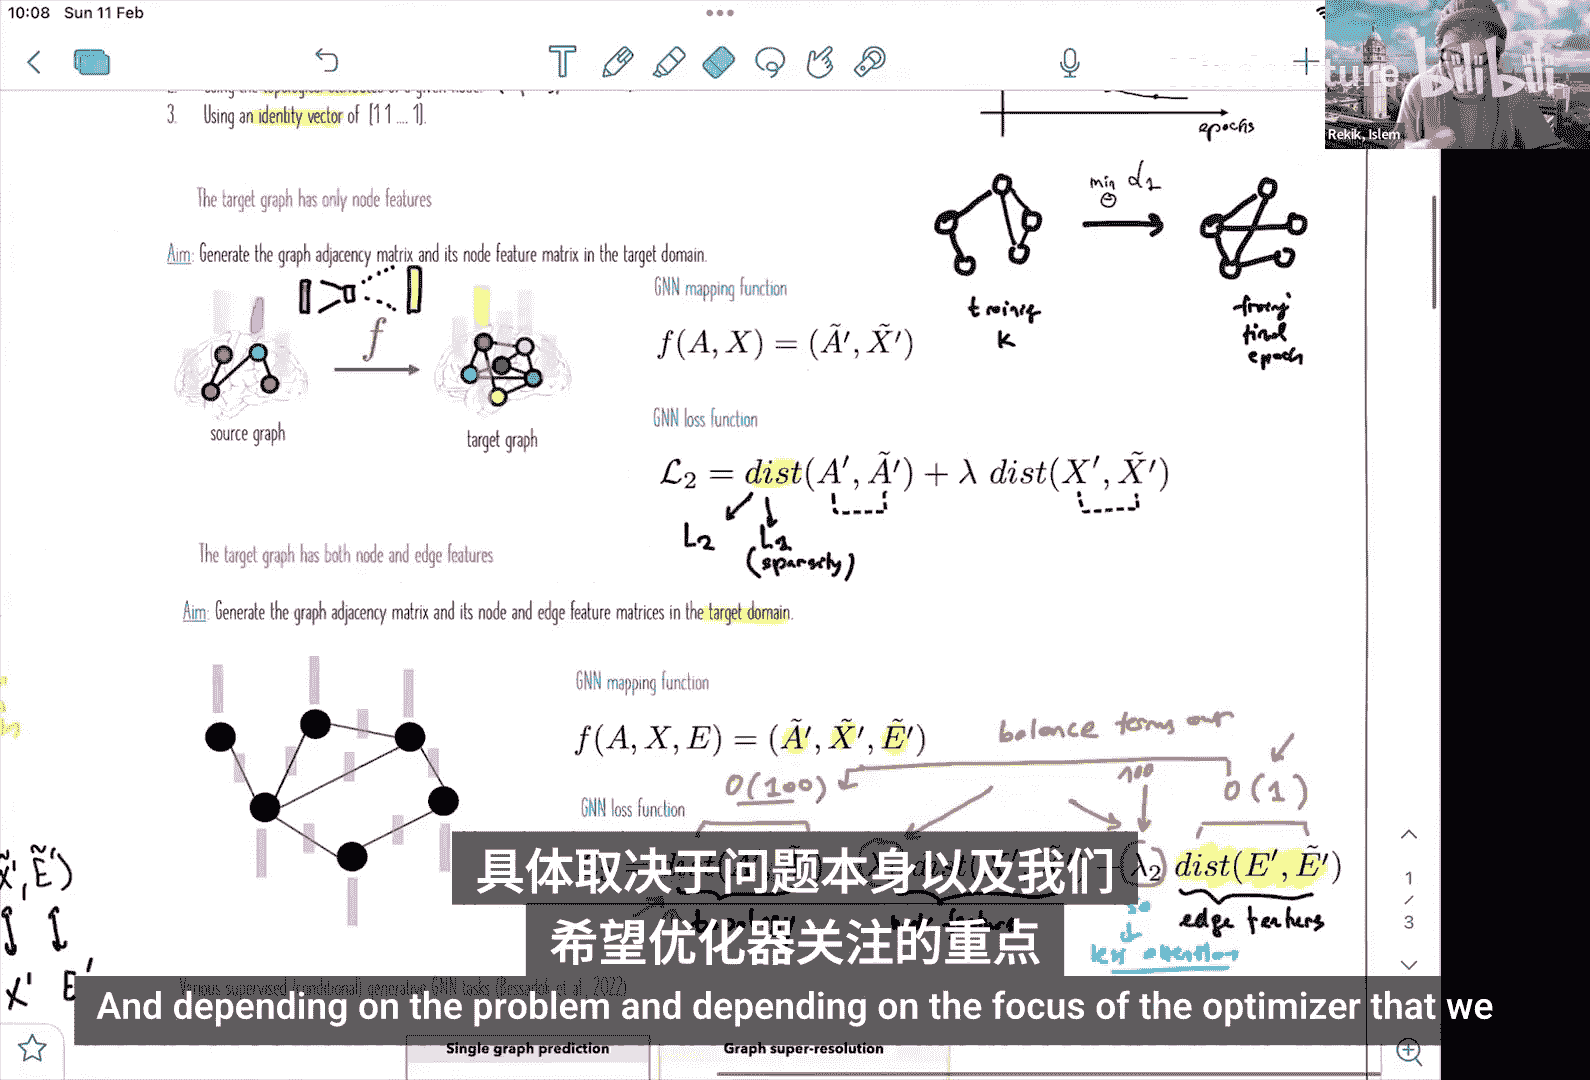 10:08 Sun 11 Feb
ture bilibili
Rekik, Islem
3. Using an identity vector of [1 1 .... 1].
epochs
The target graph has only node features
Aim: Generate the graph adjacency matrix and its node feature matrix in the target domain.
min
θ
training
K
final
epoch
f
source graph
target graph
GNN mapping function
f(A, X) = (Ã′, X̃′)
GNN loss function
ℒ₂ = dist(A′, Ã′) + λ dist(X′, X̃′)
L₂
L₁
(sparsity)
The target graph has both node and edge features
Aim: Generate the graph adjacency matrix and its node and edge feature matrices in the target domain.
GNN mapping function
f(A, X, E) = (Ã′, X̃′, Ẽ′)
balance terms out
100
O(100)
O(1)
GNN loss function
λ₂ dist(E′, Ẽ′)
edge features
less attention
X̃′, Ẽ′)
X′ E′
具体取决于问题本身以及我们
希望优化器关注的重点
And depending on the problem and depending on the focus of the optimizer that we
1
3
Single graph prediction
Graph super-resolution